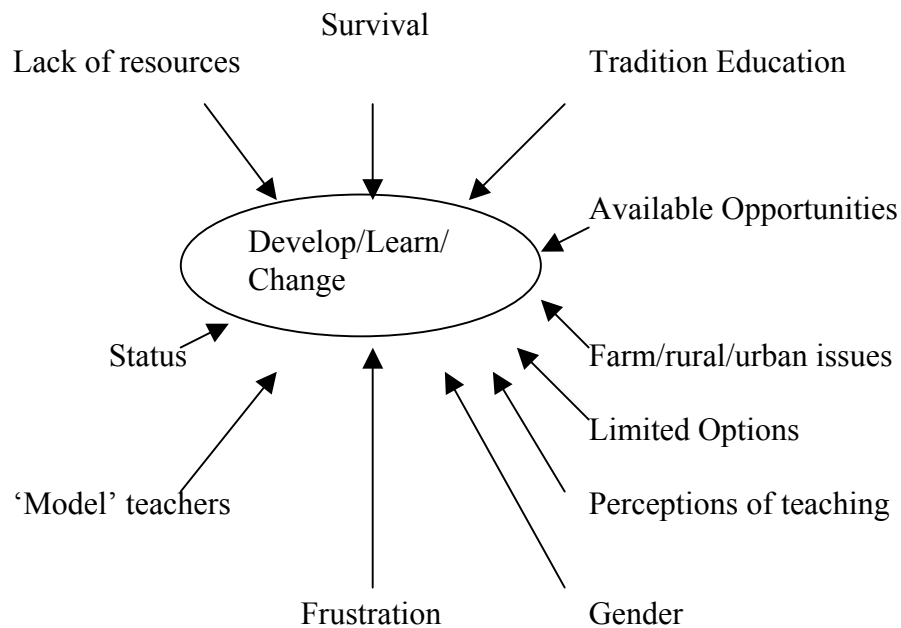 Survival
Lack of resources
Tradition Education
Available Opportunities
Develop/Learn/
Change
Status
Farm/rural/urban issues
Limited Options
‘Model’ teachers
Perceptions of teaching
Frustration
Gender